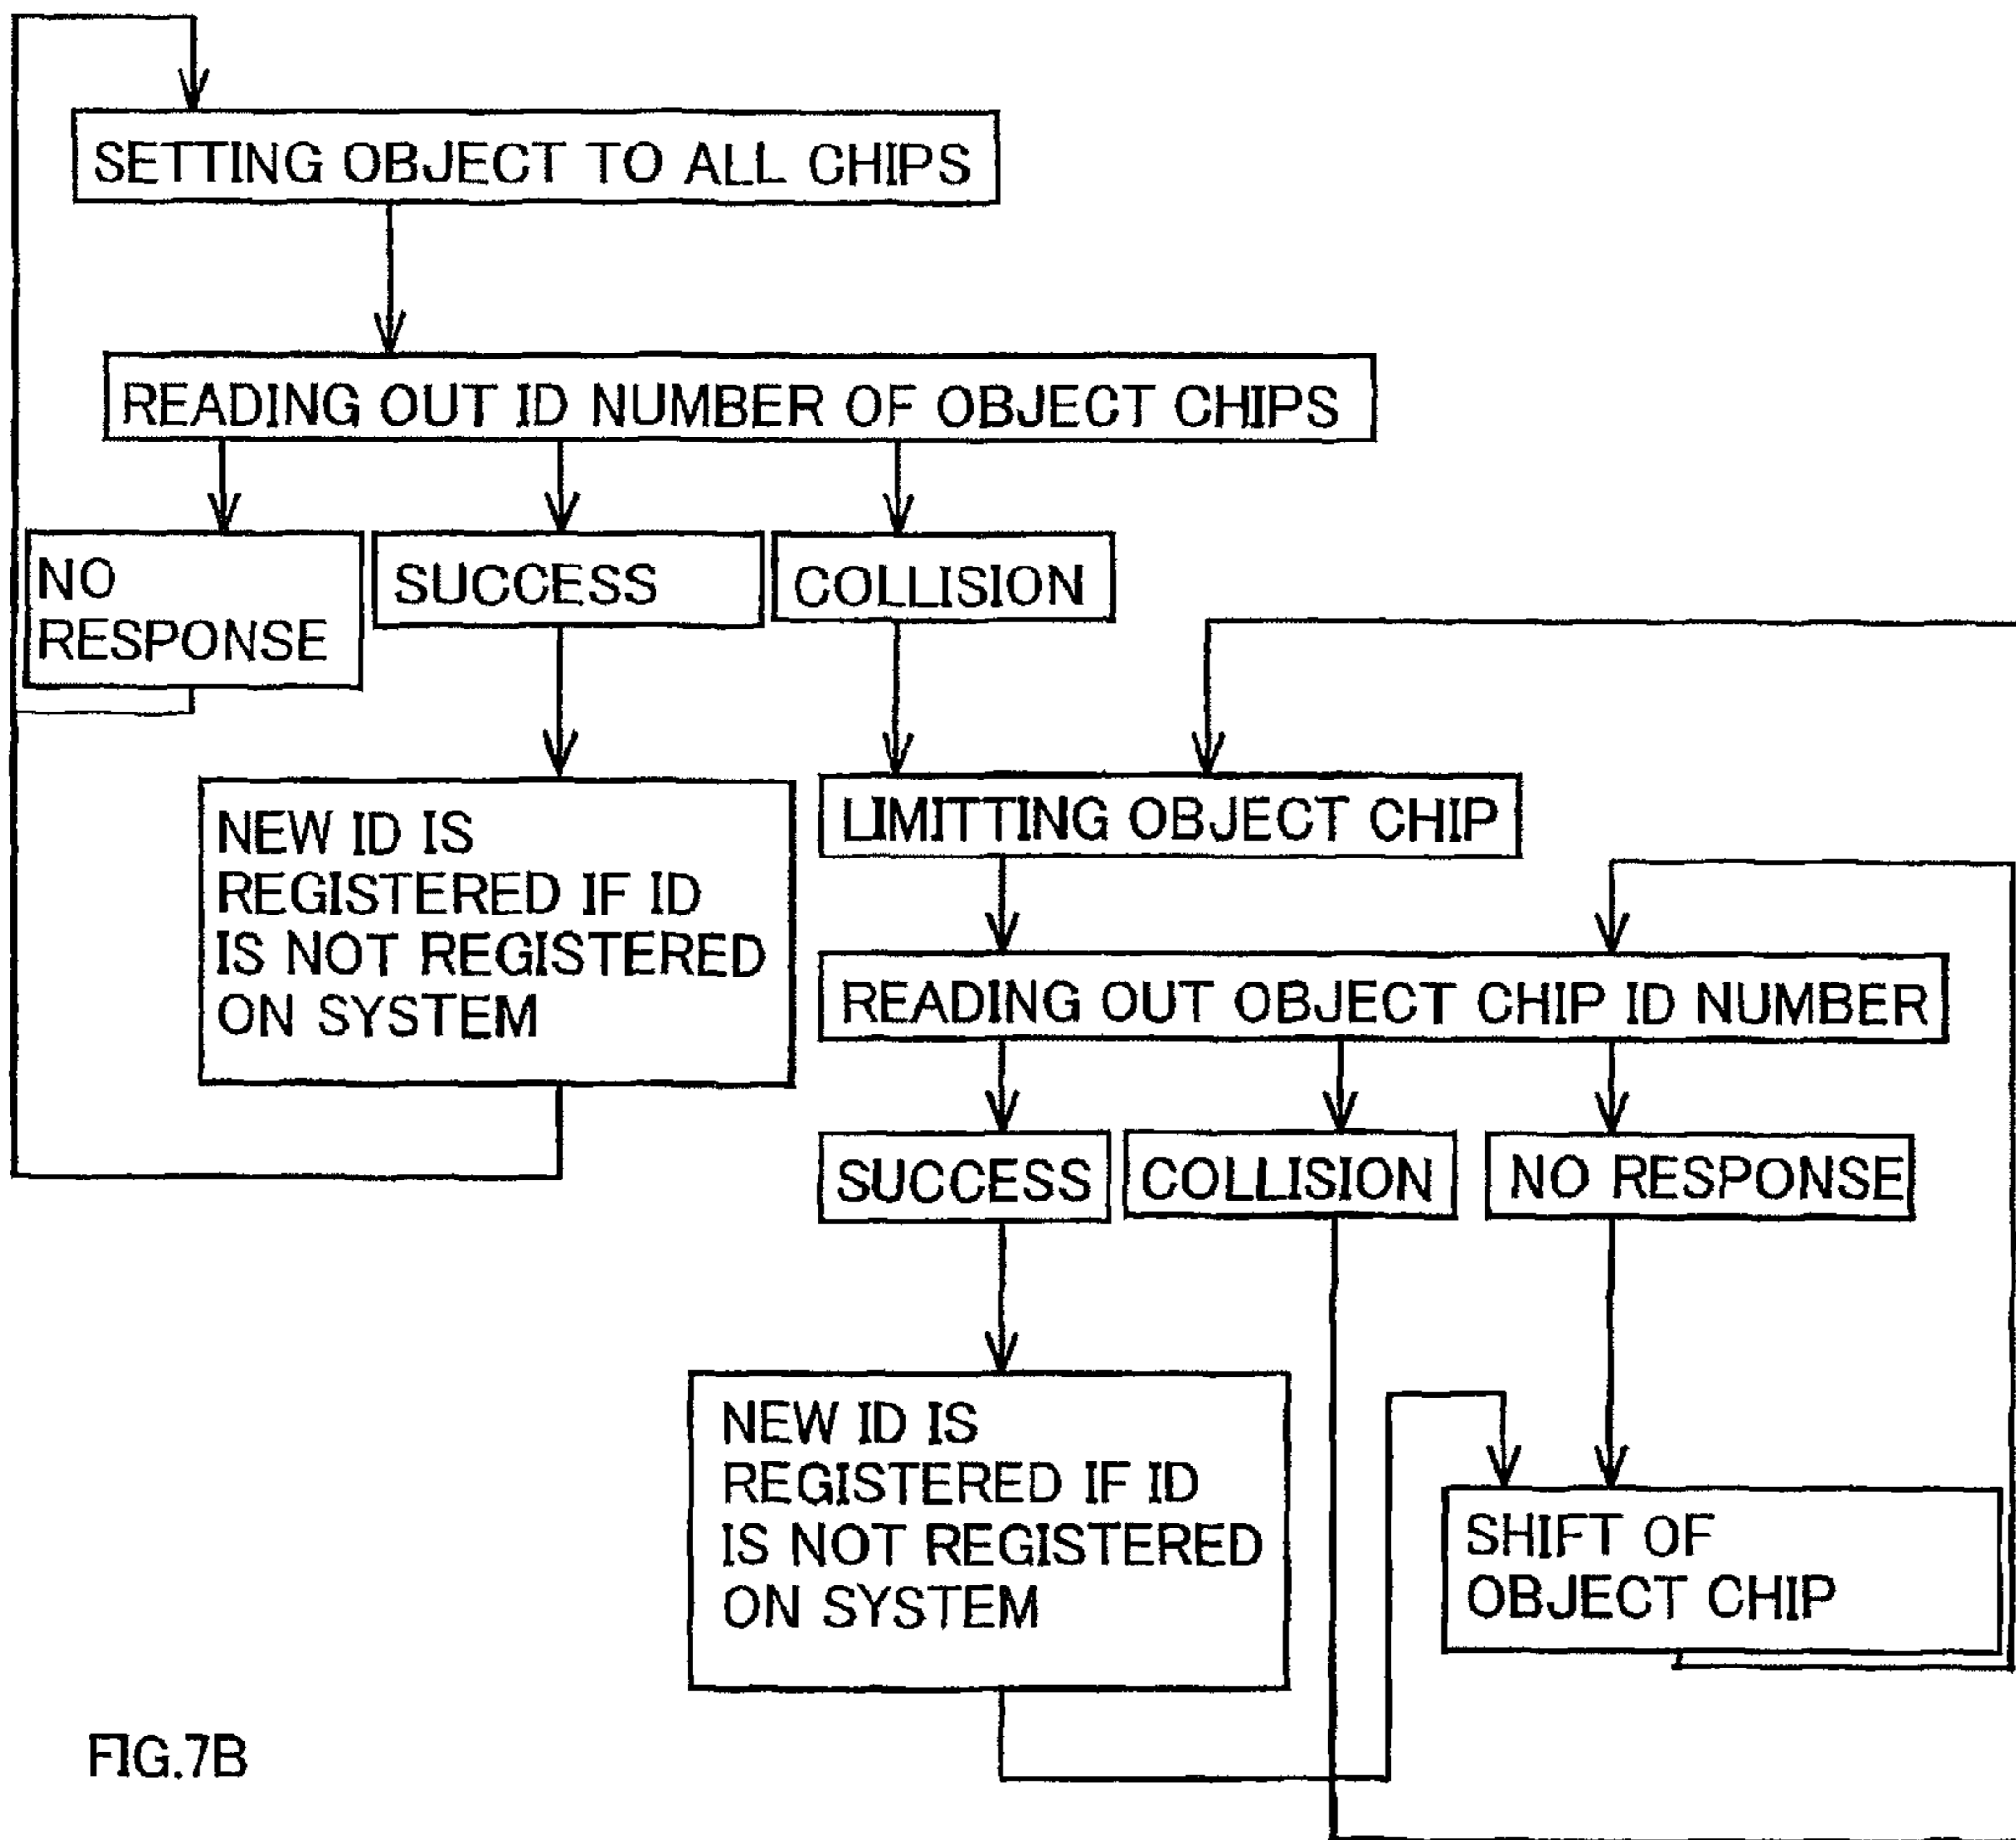 SETTING OBJECT TO ALL CHIPS
READING OUT ID NUMBER OF OBJECT CHIPS
NO
RESPONSE
SUCCESS
COLLISION
NEW ID IS
REGISTERED IF ID
IS NOT REGISTERED
ON SYSTEM
LIMITTING OBJECT CHIP
READING OUT OBJECT CHIP ID NUMBER
SUCCESS
COLLISION
NO RESPONSE
NEW ID IS
REGISTERED IF ID
IS NOT REGISTERED
ON SYSTEM
SHIFT OF
OBJECT CHIP
FIG.7B